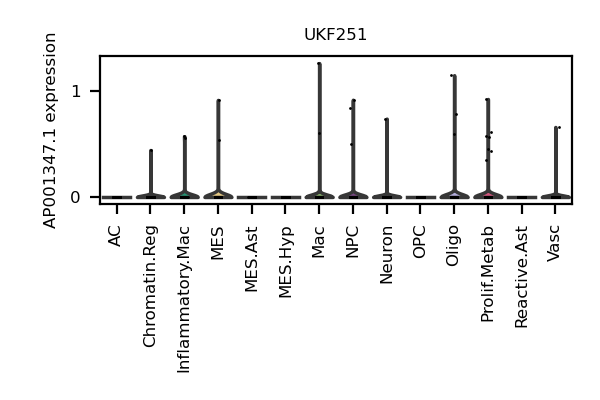 UKF251
AP001347.1 expression
1
0
AC
Chromatin.Reg
Inflammatory.Mac
MES
MES.Ast
MES.Hyp
Mac
NPC
Neuron
OPC
Oligo
Prolif.Metab
Reactive.Ast
Vasc